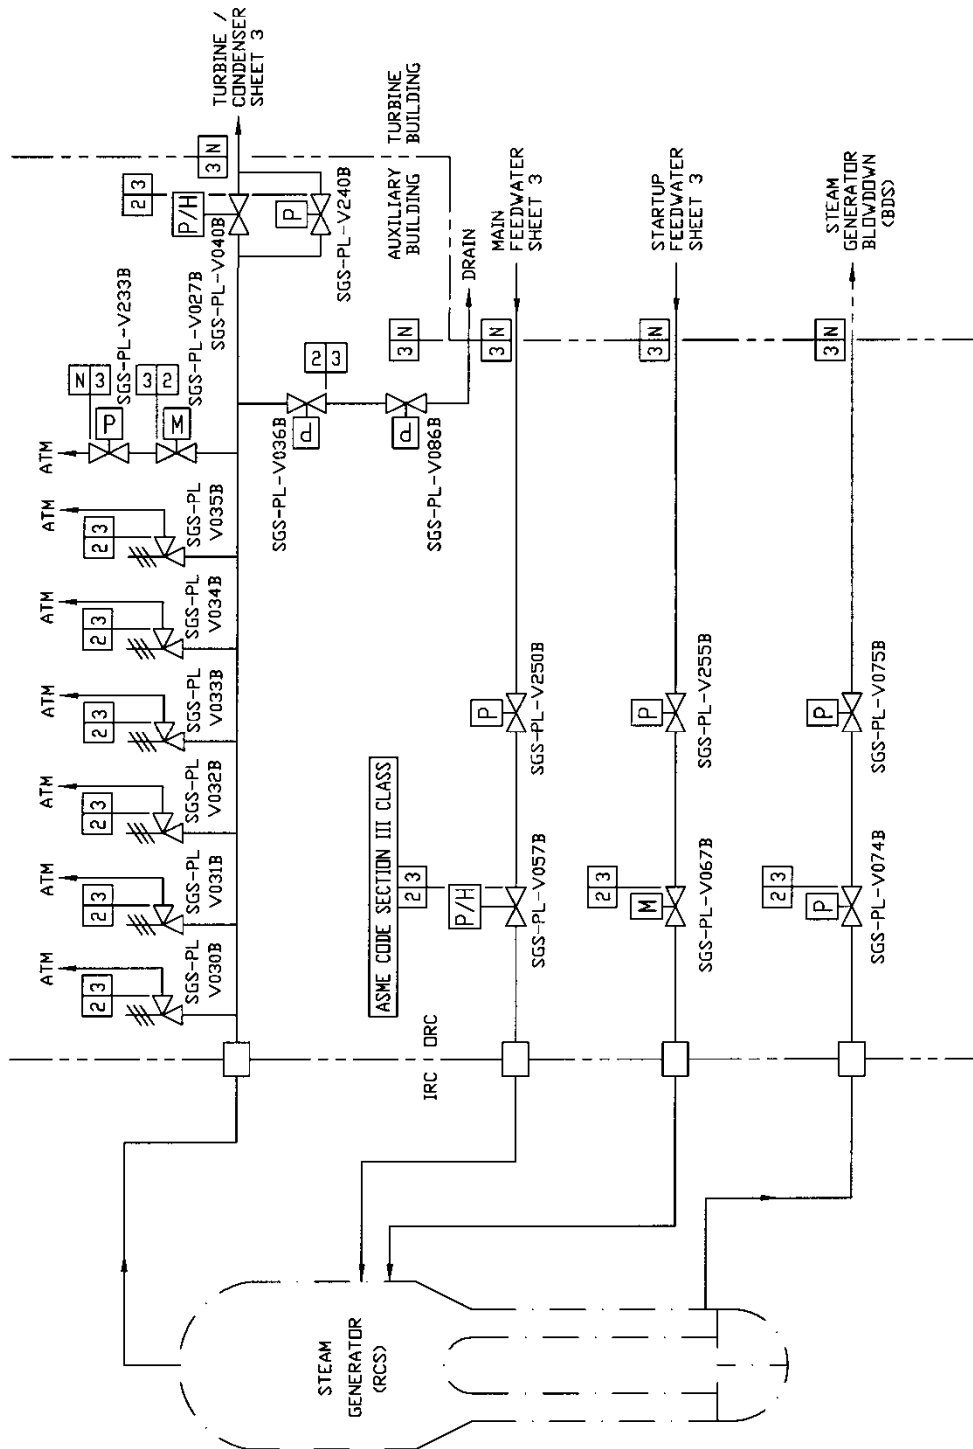 TURBINE /
CONDENSER
SHEET 3
3 N
2 3
P/H
SGS-PL-V040B
P
SGS-PL-V240B
TURBINE
BUILDING
AUXILIARY
BUILDING
N 3
P
SGS-PL-V233B
3 2
M
SGS-PL-V027B
ATM
ATM
2 3
SGS-PL
V035B
ATM
2 3
SGS-PL
V034B
ATM
2 3
SGS-PL
V033B
ATM
2 3
SGS-PL
V032B
ATM
2 3
SGS-PL
V031B
ATM
2 3
SGS-PL
V030B
2 3
P
SGS-PL-V036B
P
SGS-PL-V086B
DRAIN
3 N
MAIN
FEEDWATER
SHEET 3
3 N
P
SGS-PL-V250B
ASME CODE SECTION III CLASS
2 3
P/H
SGS-PL-V057B
STARTUP
FEEDWATER
SHEET 3
3 N
P
SGS-PL-V255B
2 3
M
SGS-PL-V067B
STEAM
GENERATOR
BLOWDOWN
(BDS)
3 N
P
SGS-PL-V075B
2 3
P
SGS-PL-V074B
IRC ORC
STEAM
GENERATOR
(RCS)